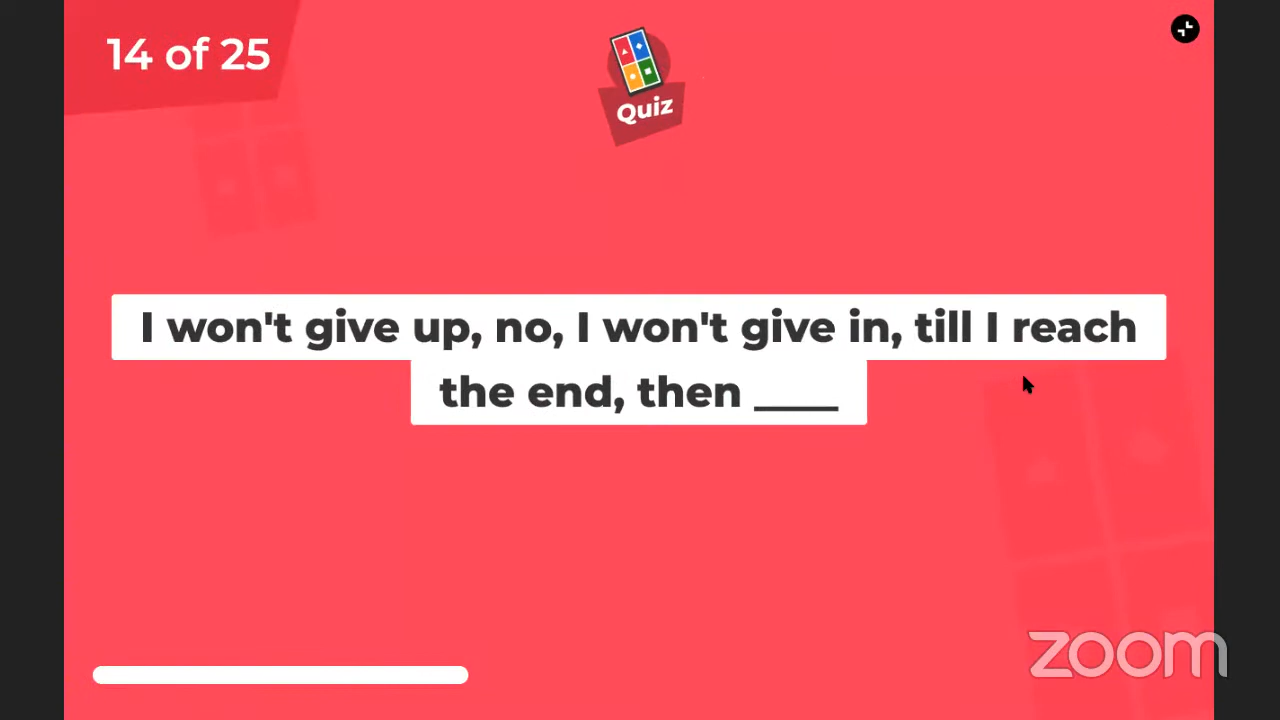 14 of 25
Quiz
I won't give up, no, I won't give in, till I reach
the end, then ____
zoom